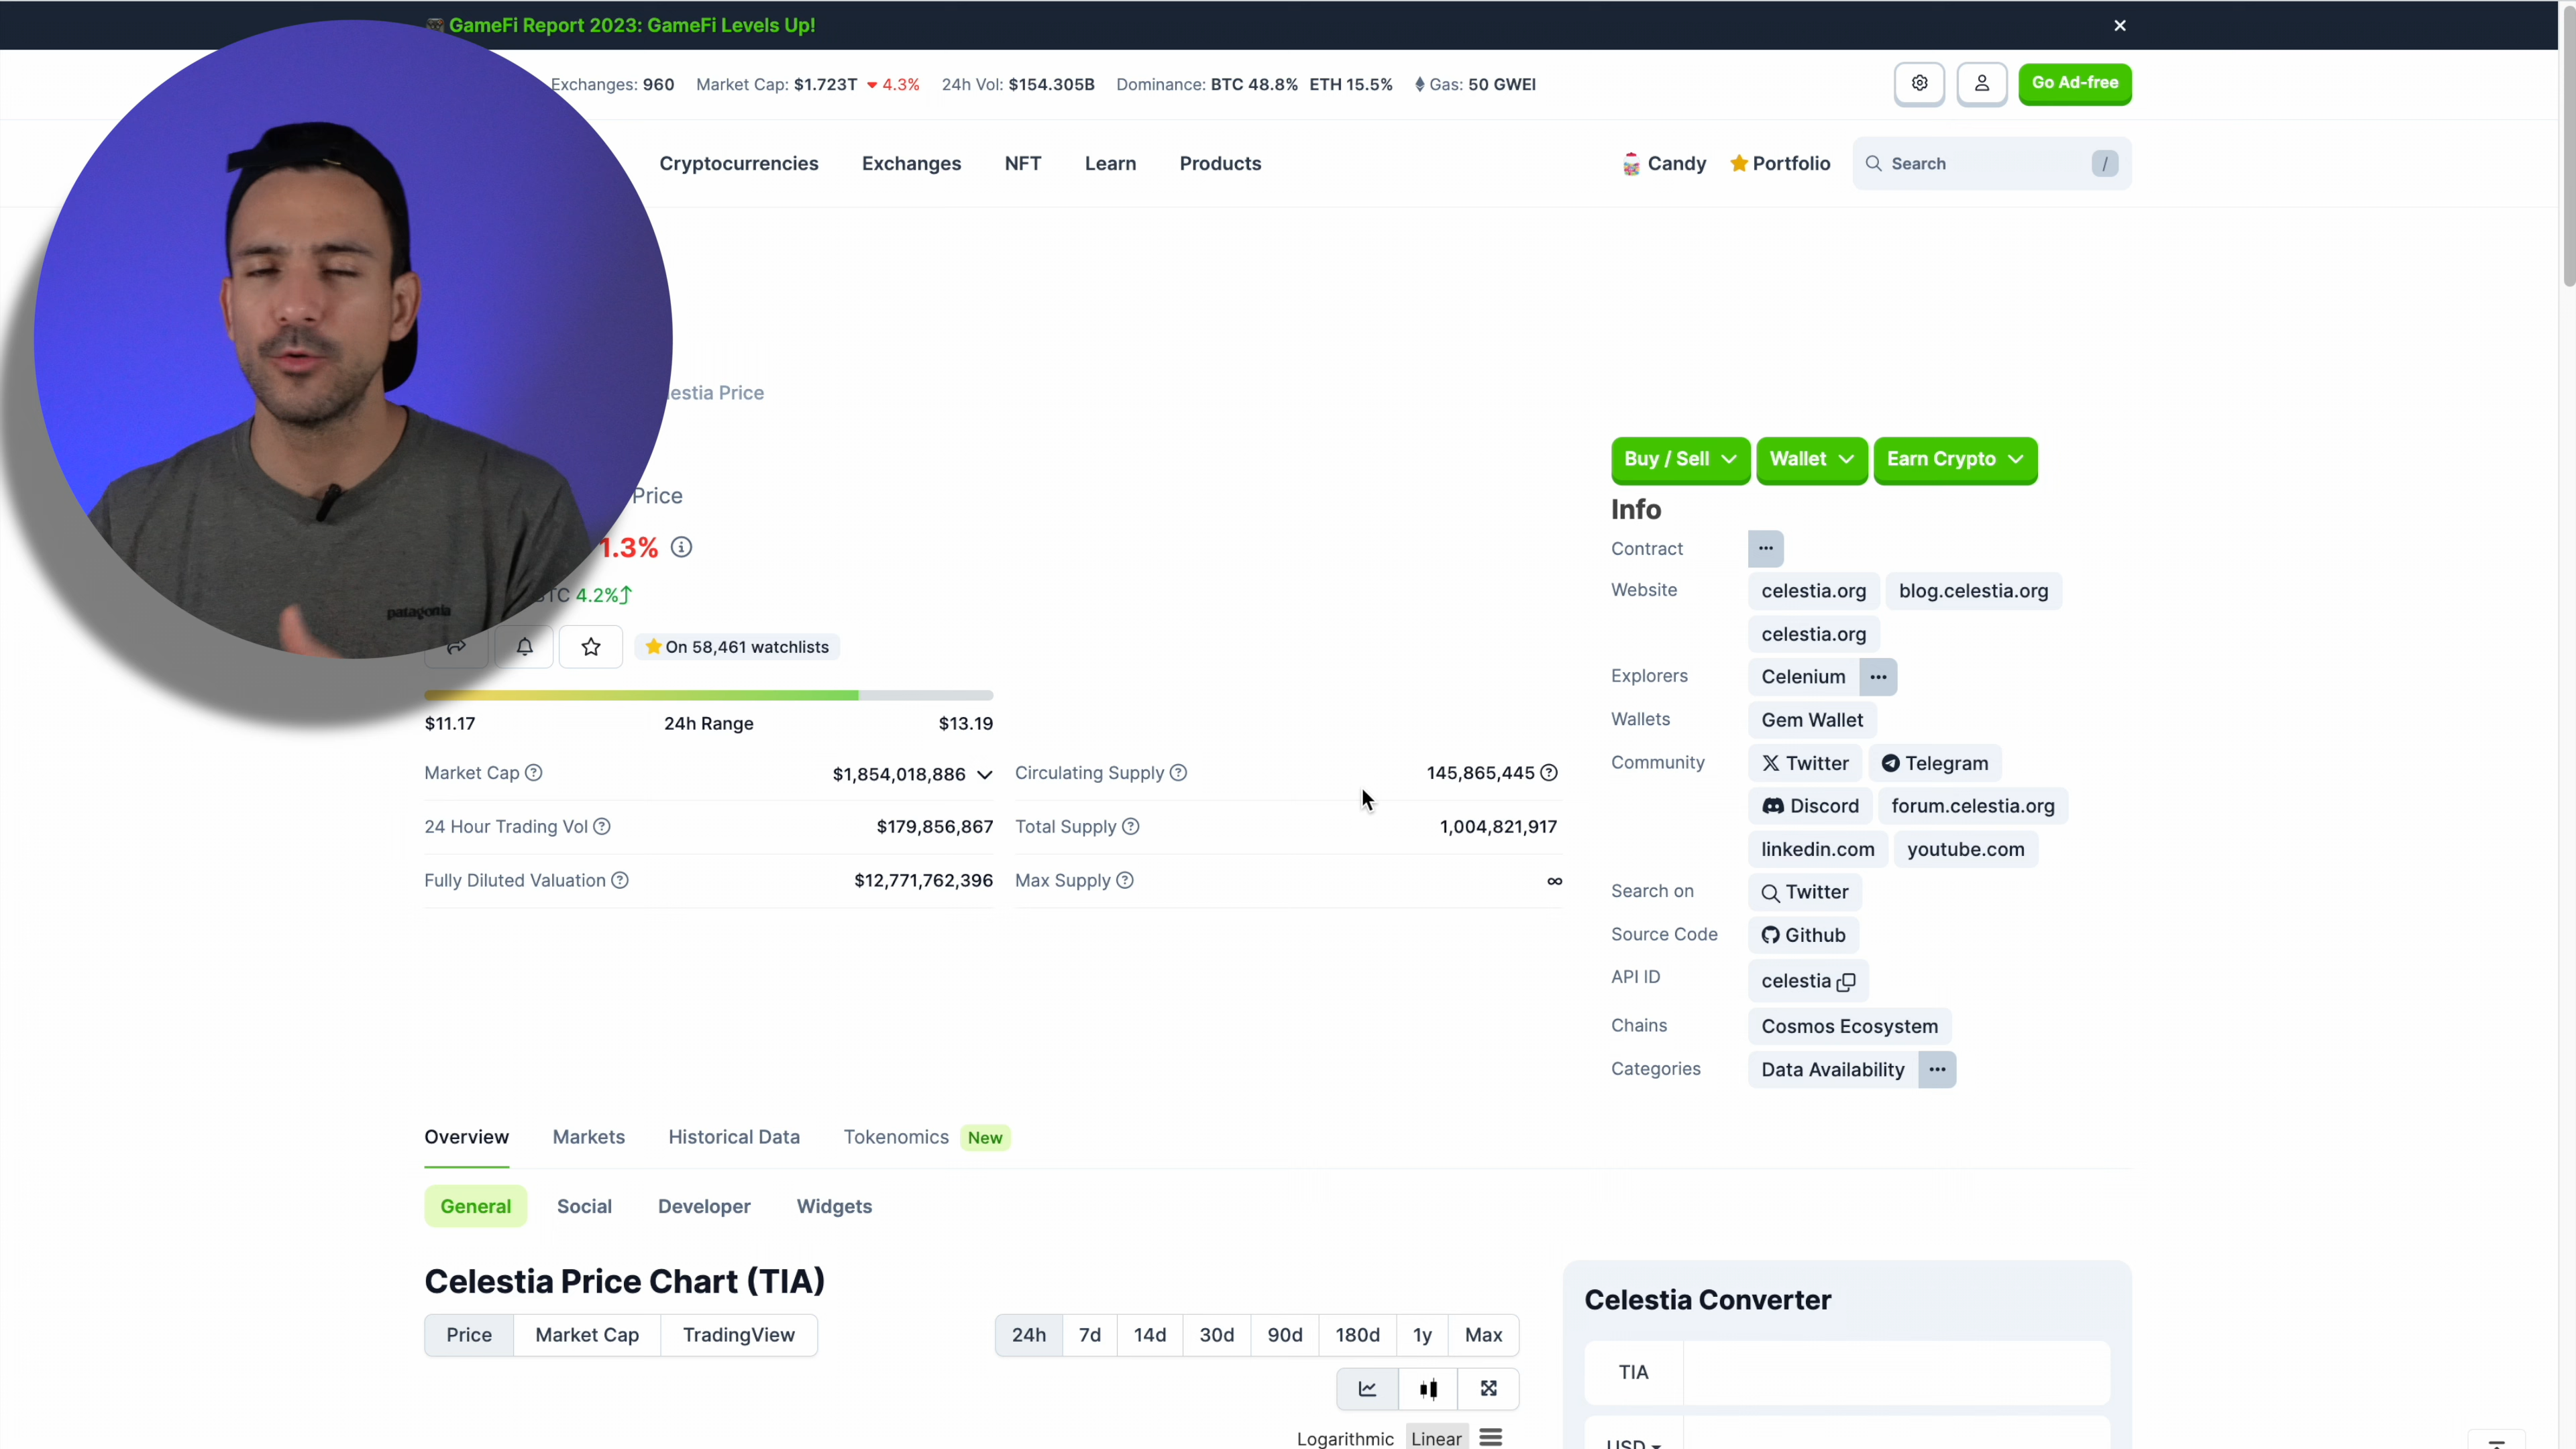 GameFi Report 2023: GameFi Levels Up!
Exchanges: 960 Market Cap: $1.723T 4.3% 24h Vol: $154.305B Dominance: BTC 48.8% ETH 15.5% Gas: 50 GWEI
Go Ad-free
Cryptocurrencies Exchanges NFT Learn Products
Candy Portfolio Search /
Price
Price
1.3%
4.2%
patagonia
On 58,461 watchlists
$11.17 24h Range $13.19
Market Cap $1,854,018,886
Circulating Supply 145,865,445
24 Hour Trading Vol $179,856,867
Total Supply 1,004,821,917
Fully Diluted Valuation $12,771,762,396
Max Supply ∞
Buy / Sell Wallet Earn Crypto
Info
Contract
Website celestia.org blog.celestia.org
celestia.org
Explorers Celenium
Wallets Gem Wallet
Community Twitter Telegram
Discord forum.celestia.org
linkedin.com youtube.com
Search on Twitter
Source Code Github
API ID celestia
Chains Cosmos Ecosystem
Categories Data Availability
Overview Markets Historical Data Tokenomics New
General Social Developer Widgets
Celestia Price Chart (TIA)
Price Market Cap TradingView
24h 7d 14d 30d 90d 180d 1y Max
Logarithmic Linear
Celestia Converter
TIA
USD